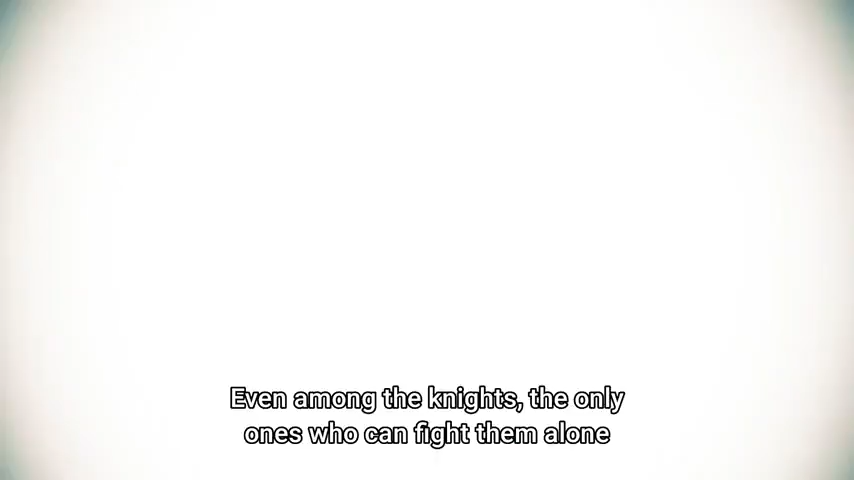 Even among the knights, the only
ones who can fight them alone